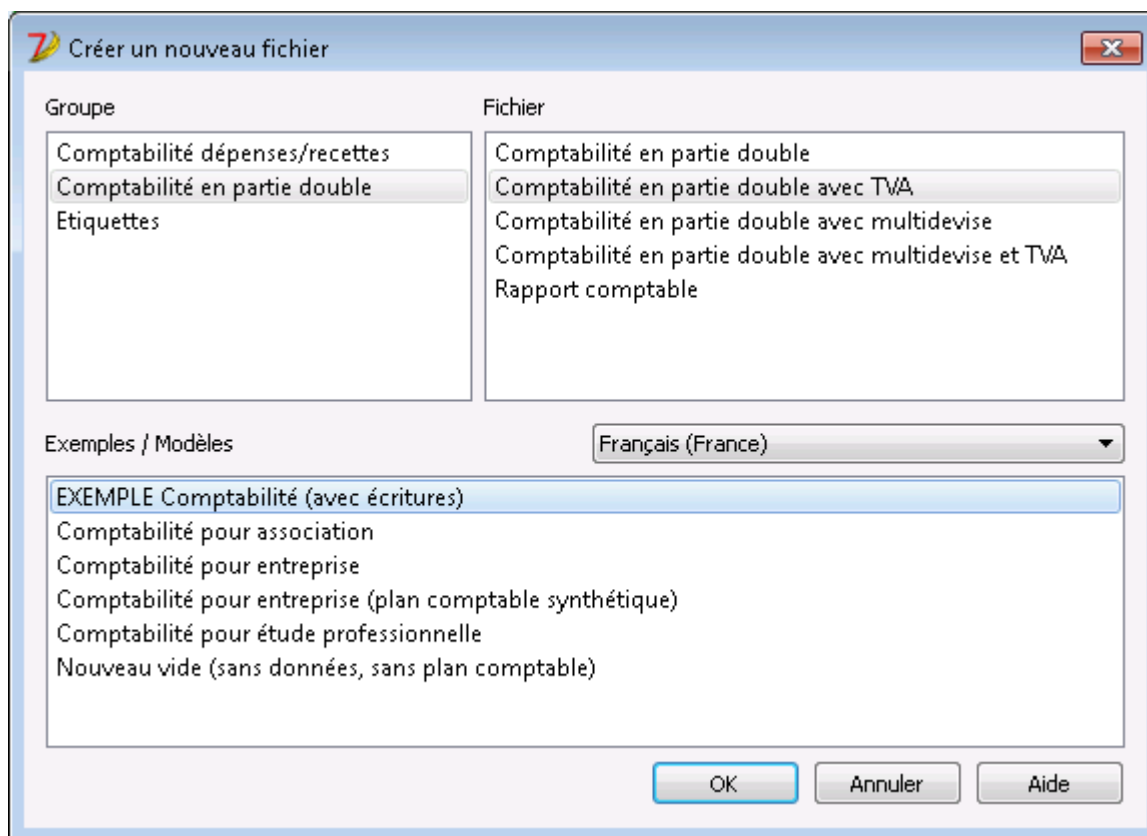 Créer un nouveau fichier
Groupe
Fichier
Comptabilité dépenses/recettes
Comptabilité en partie double
Etiquettes
Comptabilité en partie double
Comptabilité en partie double avec TVA
Comptabilité en partie double avec multidevise
Comptabilité en partie double avec multidevise et TVA
Rapport comptable
Exemples / Modèles
Français (France)
EXEMPLE Comptabilité (avec écritures)
Comptabilité pour association
Comptabilité pour entreprise
Comptabilité pour entreprise (plan comptable synthétique)
Comptabilité pour étude professionnelle
Nouveau vide (sans données, sans plan comptable)
OK
Annuler
Aide